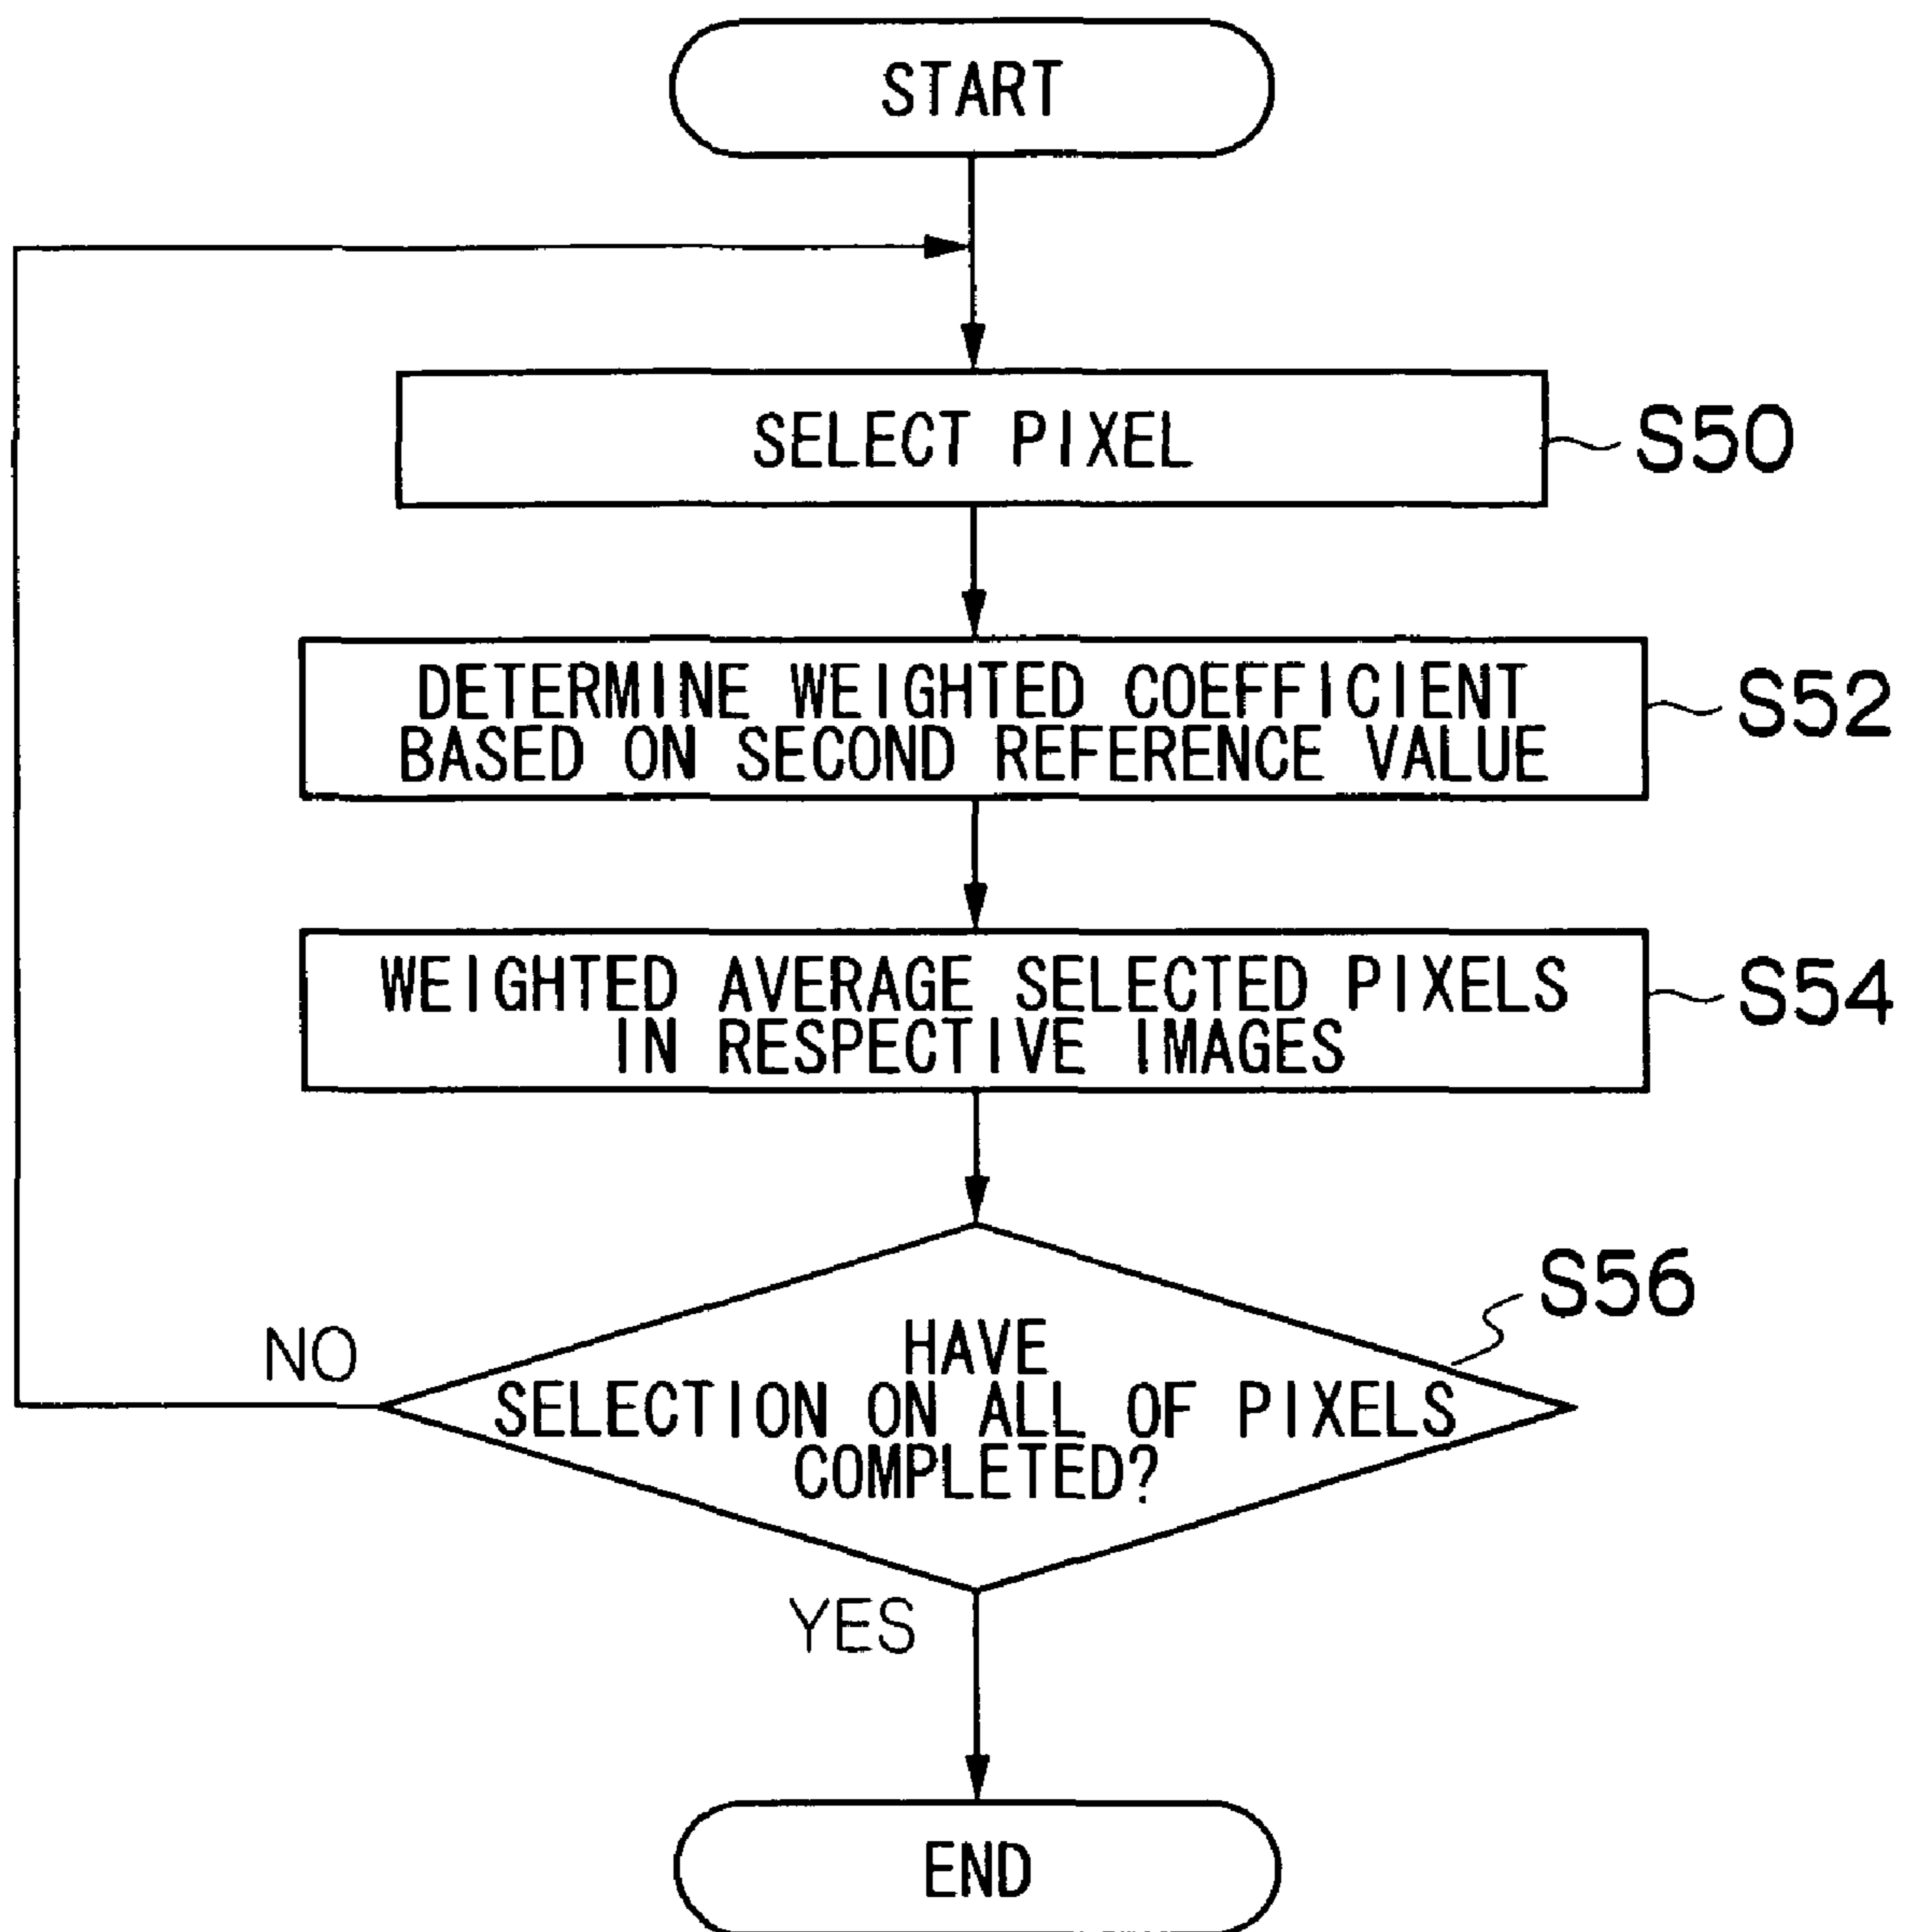 START
SELECT PIXEL
S50
DETERMINE WEIGHTED COEFFICIENT
BASED ON SECOND REFERENCE VALUE
S52
WEIGHTED AVERAGE SELECTED PIXELS
IN RESPECTIVE IMAGES
S54
S56
HAVE
SELECTION ON ALL OF PIXELS
COMPLETED?
NO
YES
END